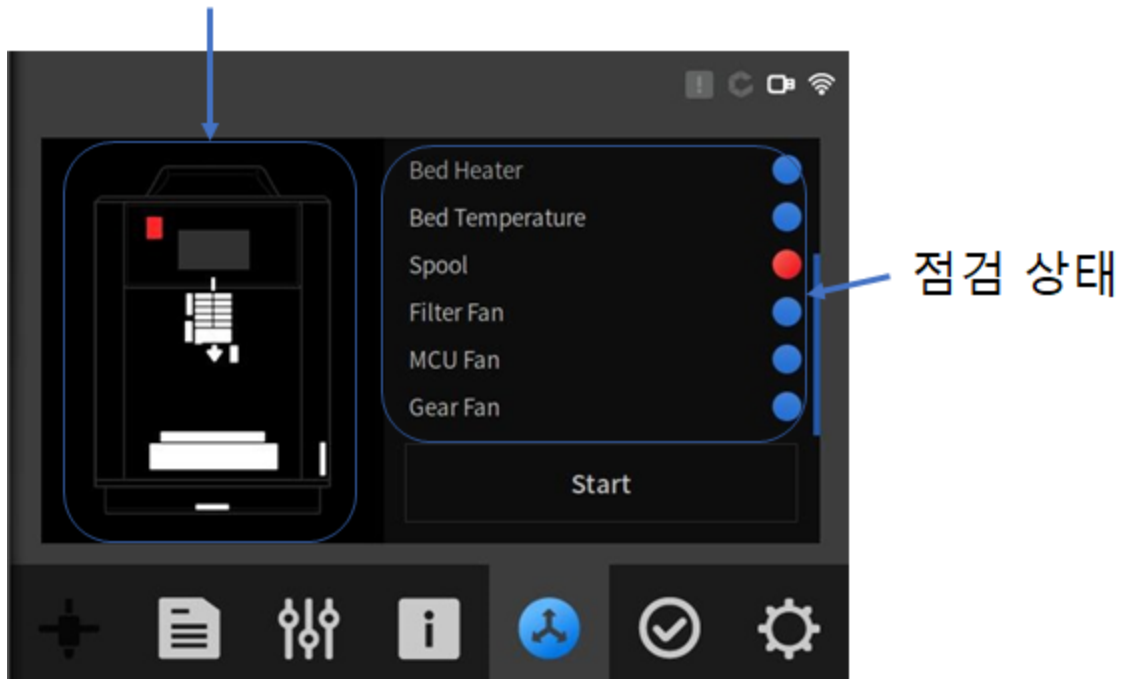 Bed Heater
Bed Temperature
Spool
점검 상태
Filter Fan
MCU Fan
Gear Fan
Start